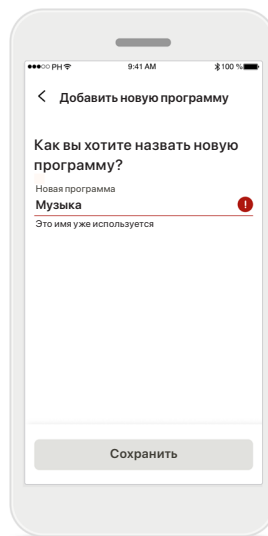 ●●●○○ PH 9:41 AM 100 %
Добавить новую программу
Как вы хотите назвать новую
программу?
Новая программа
Музыка !
Это имя уже используется
Сохранить